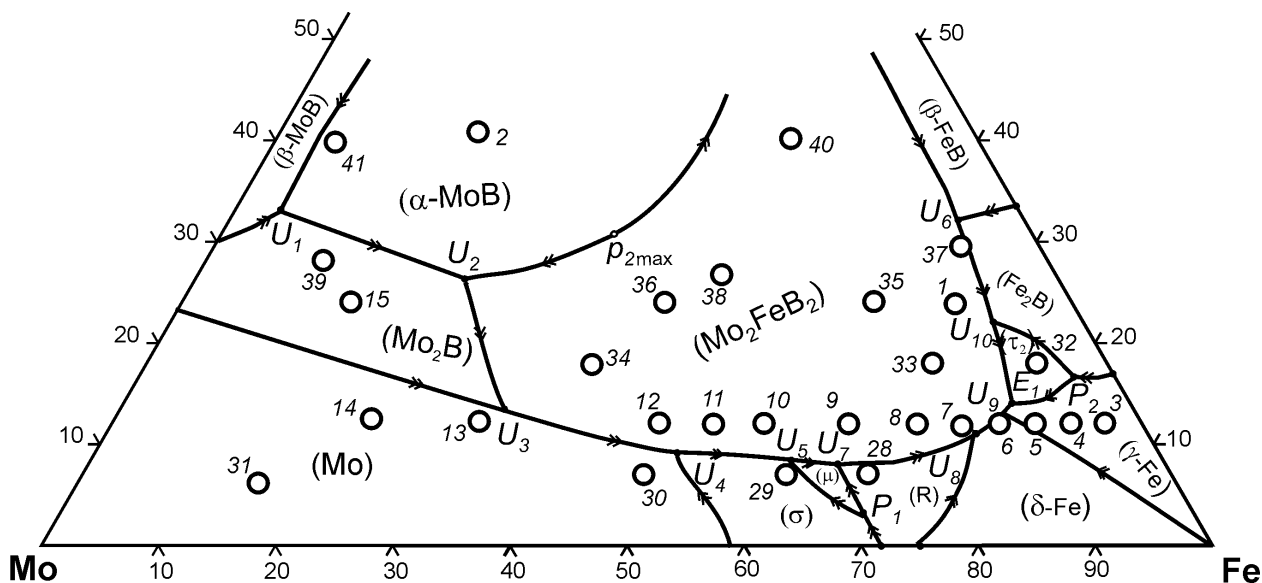 50
50
(β-MoB)
(β-FeB)
40
41
2
40
40
(α-MoB)
30
U1
U2
p2max
U6
37
30
39
15
36
38
35
1
(Fe2B)
(Mo2B)
(Mo2FeB2)
U10
(τ2)
32
20
20
34
33
14
13
U3
12
11
10
9
8
7
U9
E1
P2
3
6
5
4
10
10
31
(Mo)
30
U4
U5
29
U7
(μ)
28
U8
(R)
P1
(σ)
(δ-Fe)
(γ-Fe)
Mo
10
20
30
40
50
60
70
80
90
Fe